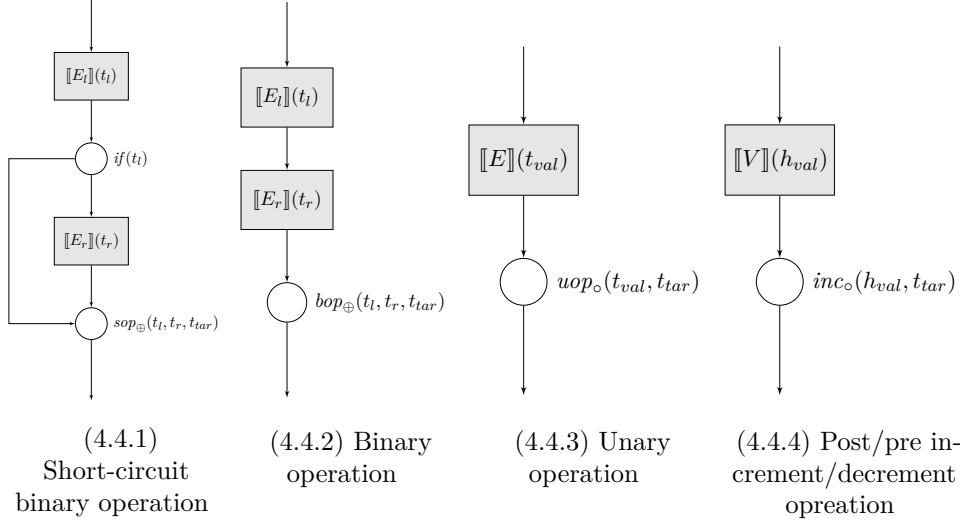 ⟦E_l⟧(t_l)
if(t_l)
⟦E_r⟧(t_r)
sop_⊕(t_l, t_r, t_tar)
(4.4.1)
Short-circuit
binary operation
⟦E_l⟧(t_l)
⟦E_r⟧(t_r)
bop_⊕(t_l, t_r, t_tar)
(4.4.2) Binary
operation
⟦E⟧(t_val)
uop_∘(t_val, t_tar)
(4.4.3) Unary
operation
⟦V⟧(h_val)
inc_∘(h_val, t_tar)
(4.4.4) Post/pre in-
crement/decrement
opreation